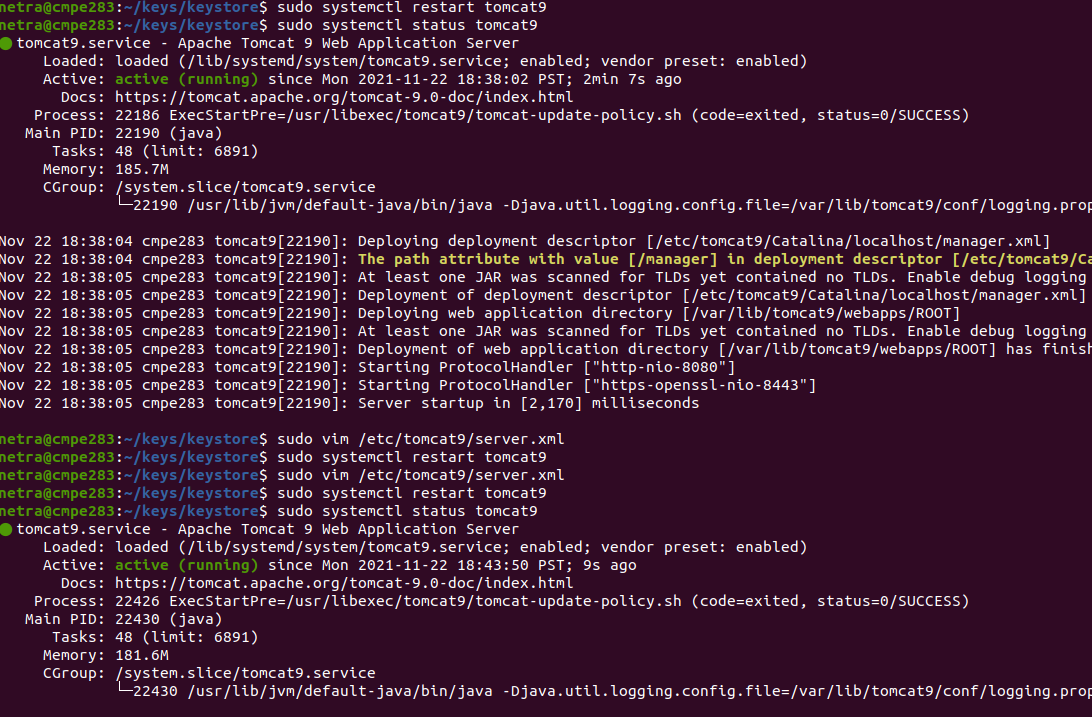 netra@cmpe283:~/keys/keystore$ sudo systemctl restart tomcat9
netra@cmpe283:~/keys/keystore$ sudo systemctl status tomcat9
tomcat9.service - Apache Tomcat 9 Web Application Server
Loaded: loaded (/lib/systemd/system/tomcat9.service; enabled; vendor preset: enabled)
Active: active (running) since Mon 2021-11-22 18:38:02 PST; 2min 7s ago
Docs: https://tomcat.apache.org/tomcat-9.0-doc/index.html
Process: 22186 ExecStartPre=/usr/libexec/tomcat9/tomcat-update-policy.sh (code=exited, status=0/SUCCESS)
Main PID: 22190 (java)
Tasks: 48 (limit: 6891)
Memory: 185.7M
CGroup: /system.slice/tomcat9.service
└─22190 /usr/lib/jvm/default-java/bin/java -Djava.util.logging.config.file=/var/lib/tomcat9/conf/logging.prop
Nov 22 18:38:04 cmpe283 tomcat9[22190]: Deploying deployment descriptor [/etc/tomcat9/Catalina/localhost/manager.xml]
Nov 22 18:38:04 cmpe283 tomcat9[22190]: The path attribute with value [/manager] in deployment descriptor [/etc/tomcat9/Ca
Nov 22 18:38:05 cmpe283 tomcat9[22190]: At least one JAR was scanned for TLDs yet contained no TLDs. Enable debug logging
Nov 22 18:38:05 cmpe283 tomcat9[22190]: Deployment of deployment descriptor [/etc/tomcat9/Catalina/localhost/manager.xml]
Nov 22 18:38:05 cmpe283 tomcat9[22190]: Deploying web application directory [/var/lib/tomcat9/webapps/ROOT]
Nov 22 18:38:05 cmpe283 tomcat9[22190]: At least one JAR was scanned for TLDs yet contained no TLDs. Enable debug logging
Nov 22 18:38:05 cmpe283 tomcat9[22190]: Deployment of web application directory [/var/lib/tomcat9/webapps/ROOT] has finish
Nov 22 18:38:05 cmpe283 tomcat9[22190]: Starting ProtocolHandler ["http-nio-8080"]
Nov 22 18:38:05 cmpe283 tomcat9[22190]: Starting ProtocolHandler ["https-openssl-nio-8443"]
Nov 22 18:38:05 cmpe283 tomcat9[22190]: Server startup in [2,170] milliseconds
netra@cmpe283:~/keys/keystore$ sudo vim /etc/tomcat9/server.xml
netra@cmpe283:~/keys/keystore$ sudo systemctl restart tomcat9
netra@cmpe283:~/keys/keystore$ sudo vim /etc/tomcat9/server.xml
netra@cmpe283:~/keys/keystore$ sudo systemctl restart tomcat9
netra@cmpe283:~/keys/keystore$ sudo systemctl status tomcat9
tomcat9.service - Apache Tomcat 9 Web Application Server
Loaded: loaded (/lib/systemd/system/tomcat9.service; enabled; vendor preset: enabled)
Active: active (running) since Mon 2021-11-22 18:43:50 PST; 9s ago
Docs: https://tomcat.apache.org/tomcat-9.0-doc/index.html
Process: 22426 ExecStartPre=/usr/libexec/tomcat9/tomcat-update-policy.sh (code=exited, status=0/SUCCESS)
Main PID: 22430 (java)
Tasks: 48 (limit: 6891)
Memory: 181.6M
CGroup: /system.slice/tomcat9.service
└─22430 /usr/lib/jvm/default-java/bin/java -Djava.util.logging.config.file=/var/lib/tomcat9/conf/logging.prop